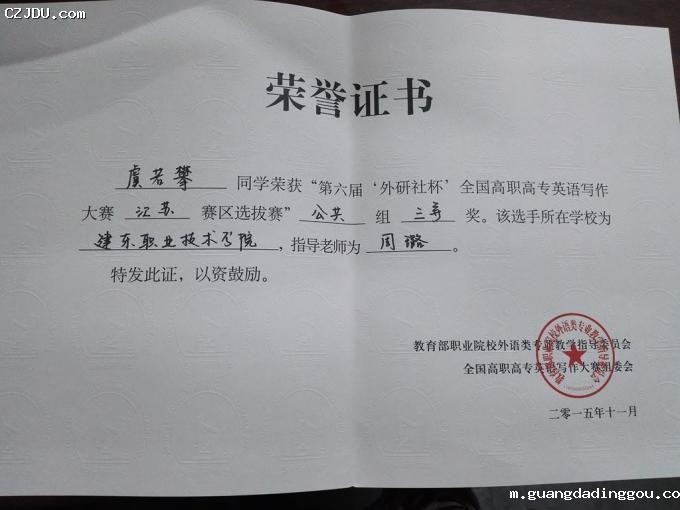 CZJDU.com
荣誉证书
虞若攀 同学荣获“第六届‘外研社杯’全国高职高专英语写作
大赛 江苏 赛区选拔赛” 公共 组 三等 奖。该选手所在学校为
建东职业技术学院，指导老师为 周璐。
特发此证，以资鼓励。
教育部职业院校外语类专业教学指导委员会
全国高职高专英语写作大赛组委会
二零一五年十一月
m.guangdadinggou.com